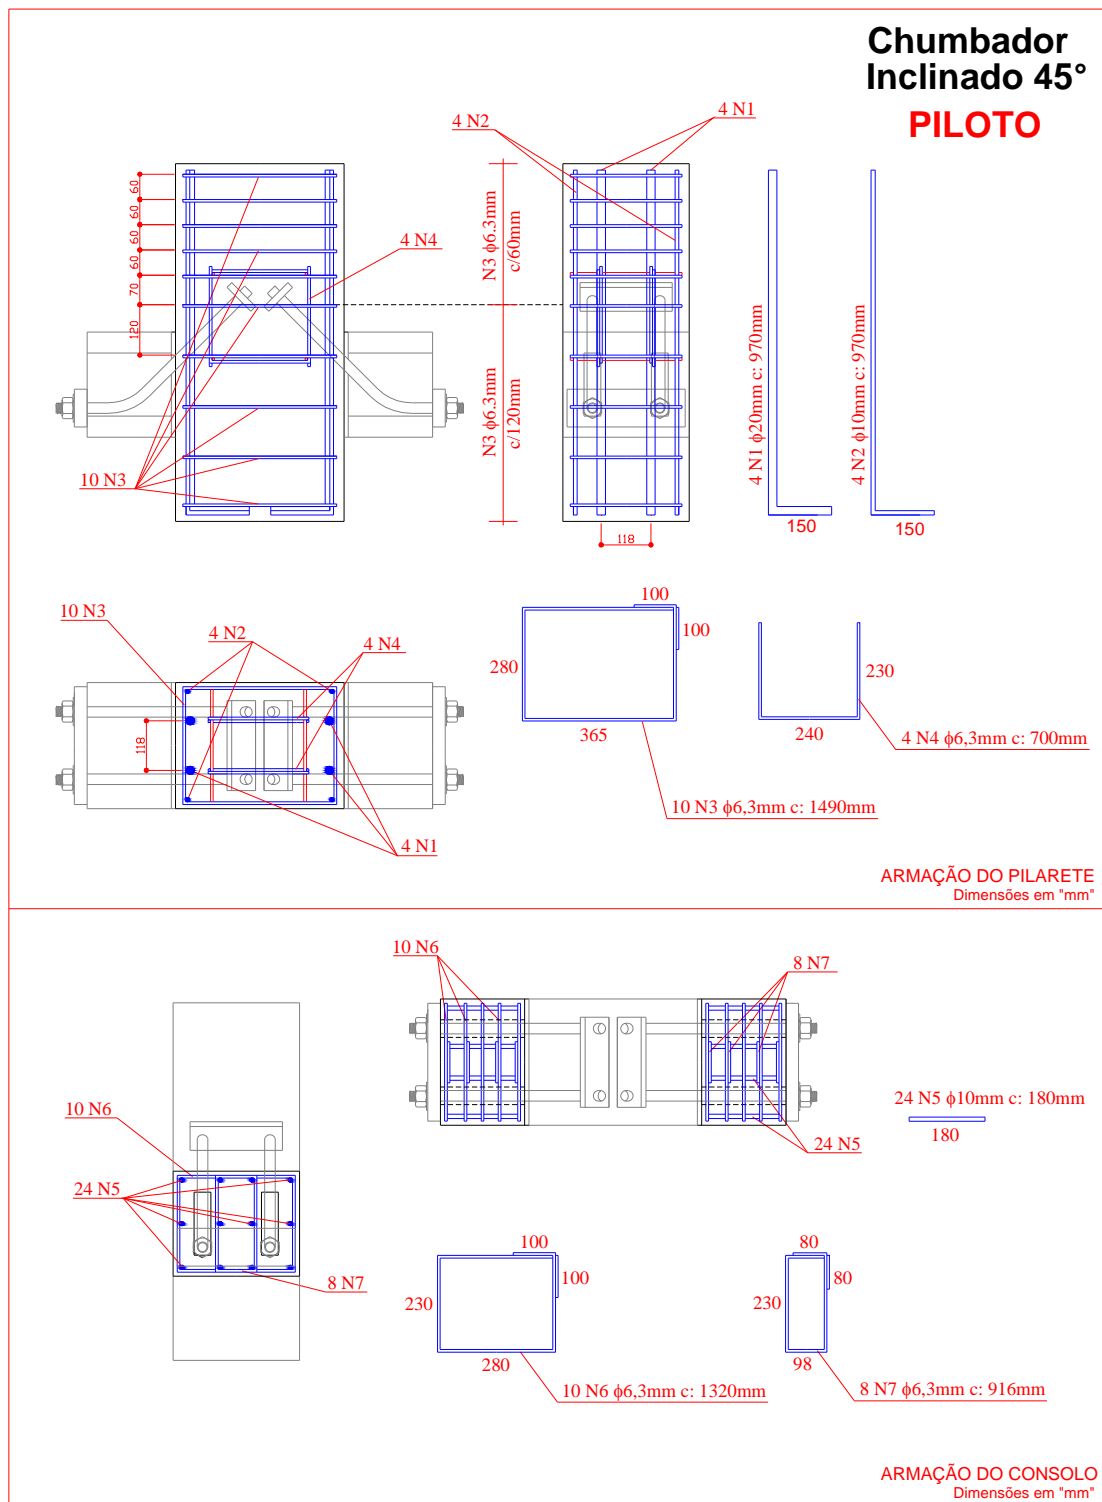 Chumbador
Inclinado 45°
PILOTO
4 N2
4 N1
60
60
60
60
70
120
4 N4
N3 ϕ6.3mm
c/60mm
N3 ϕ6.3mm
c/120mm
10 N3
118
4 N1 ϕ20mm c: 970mm
150
4 N2 ϕ10mm c: 970mm
150
10 N3
4 N2
4 N4
118
4 N1
100
100
280
365
10 N3 ϕ6,3mm c: 1490mm
230
240
4 N4 ϕ6,3mm c: 700mm
ARMAÇÃO DO PILARETE
Dimensões em "mm"
10 N6
8 N7
24 N5
24 N5 ϕ10mm c: 180mm
180
10 N6
24 N5
8 N7
100
100
230
280
10 N6 ϕ6,3mm c: 1320mm
80
80
230
98
8 N7 ϕ6,3mm c: 916mm
ARMAÇÃO DO CONSOLO
Dimensões em "mm"